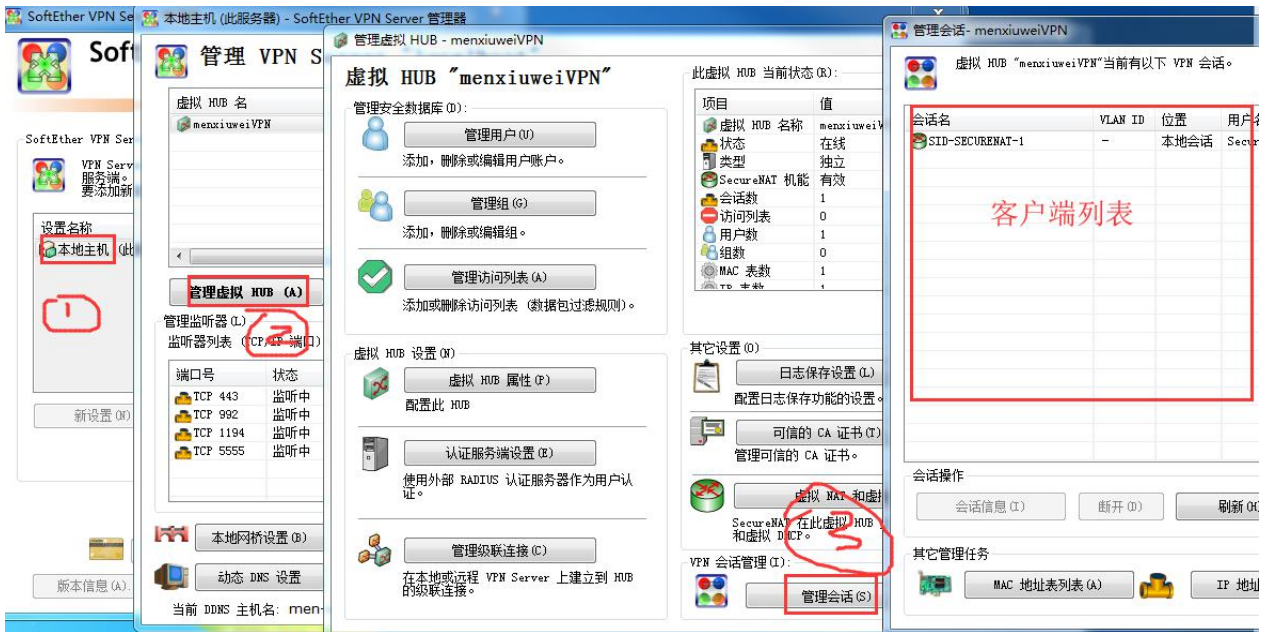 SoftEther VPN Se
Soft
SoftEther VPN Ser
VPN Serv
服务端。
要添加新
设置名称
本地主机 (此
1
新设置(N)
版本信息(A).
本地主机 (此服务器) - SoftEther VPN Server 管理器
管理 VPN S
虚拟 HUB 名
menxiuweiVPN
管理虚拟 HUB (A)
管理监听器(L)
监听器列表 (TCP/IP 端口)
2
端口号 状态
TCP 443 监听中
TCP 992 监听中
TCP 1194 监听中
TCP 5555 监听中
本地网桥设置(B)
动态 DNS 设置
当前 DDNS 主机名: men-
管理虚拟 HUB - menxiuweiVPN
虚拟 HUB "menxiuweiVPN"
管理安全数据库(D):
管理用户(U)
添加, 删除或编辑用户账户。
管理组(G)
添加, 删除或编辑组。
管理访问列表(A)
添加或删除访问列表 (数据包过滤规则)。
虚拟 HUB 设置(N)
虚拟 HUB 属性(P)
配置此 HUB
认证服务端设置(E)
使用外部 RADIUS 认证服务器作为用户认
证。
管理级联连接(C)
在本地或远程 VPN Server 上建立到 HUB
的级联连接。
此虚拟 HUB 当前状态(R):
项目 值
虚拟 HUB 名称 menxiuweiV
状态 在线
类型 独立
SecureNAT 机能 有效
会话数 1
访问列表 0
用户数 1
组数 0
MAC 表数 1
IP 表数 1
其它设置(O)
日志保存设置(L)
配置日志保存功能的设置。
可信的 CA 证书(T)
管理可信的 CA 证书。
虚拟 NAT 和虚拟
SecureNAT 在此虚拟 HUB
和虚拟 DHCP。
3
VPN 会话管理(I):
管理会话(S)
管理会话- menxiuweiVPN
虚拟 HUB "menxiuweiVPN"当前有以下 VPN 会话。
会话名 VLAN ID 位置 用户名
SID-SECURENAT-1 - 本地会话 Secur
客户端列表
会话操作
会话信息(I) 断开(D) 刷新(R)
其它管理任务
MAC 地址表列表(A) IP 地址